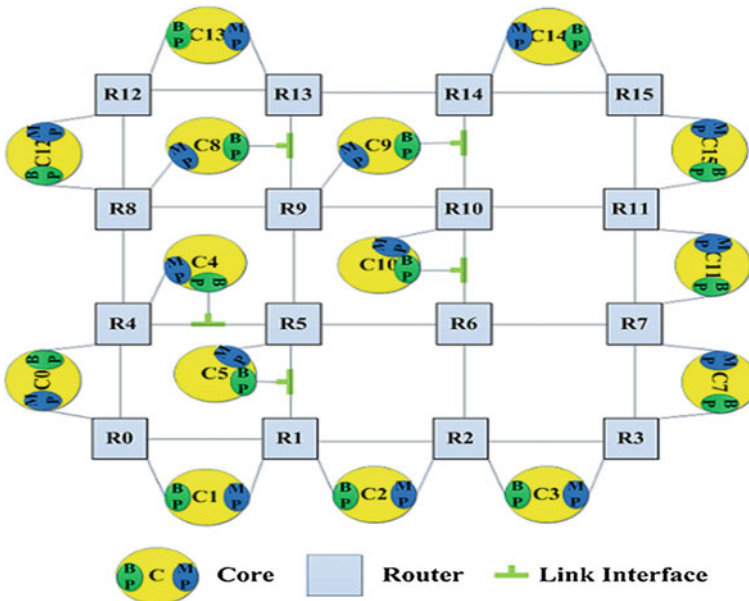 B P C13 M P
M P C14 B P
R12 R13 R14 R15
M P C12 B P
M P C8 B P
M P C9 B P
M P C15 B P
R8 R9 R10 R11
M P C4 B P
M P C10 B P
M P C11 B P
R4 R5 R6 R7
B P C0 M P
M P C5 B P
M P C7 B P
R0 R1 R2 R3
B P C1 M P
B P C2 M P
B P C3 M P
B P C M P Core Router Link Interface